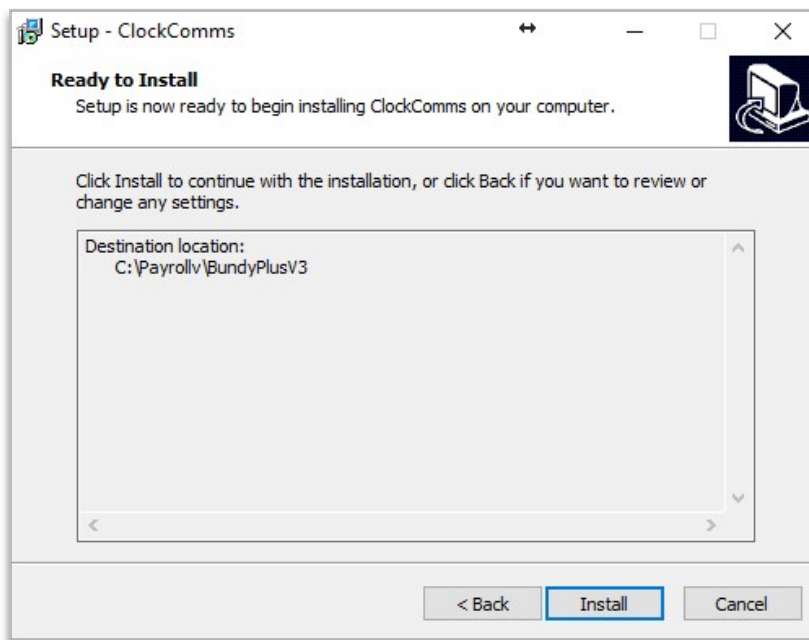 Setup - ClockComms
Ready to Install
Setup is now ready to begin installing ClockComms on your computer.
Click Install to continue with the installation, or click Back if you want to review or
change any settings.
Destination location:
C:\Payrollv\BundyPlusV3
< Back
Install
Cancel